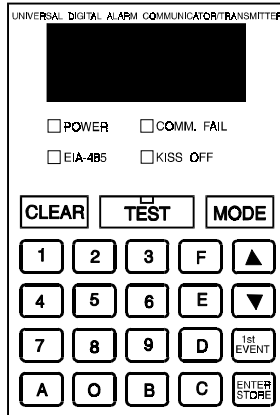 UNIVERSAL DIGITAL ALARM COMMUNICATOR/TRANSMITTER
POWER COMM. FAIL
EIA-485 KISS OFF
CLEAR TEST MODE
1 2 3 F ▲
4 5 6 E ▼
7 8 9 D 1st EVENT
A O B C ENTER STORE